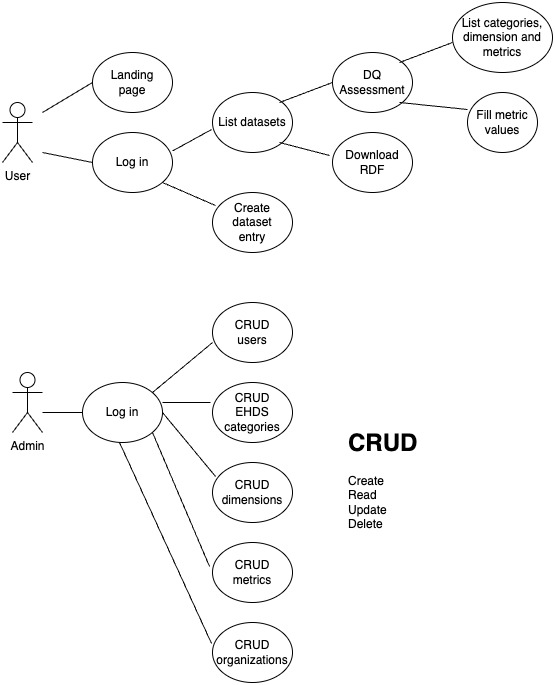 List categories,
dimension and
metrics
Landing
page
DQ
Assessment
List datasets
Fill metric
values
User
Log in
Download
RDF
Create
dataset
entry
CRUD
users
CRUD
EHDS
categories
Admin
Log in
CRUD
dimensions
CRUD
metrics
CRUD
organizations
CRUD
Create
Read
Update
Delete